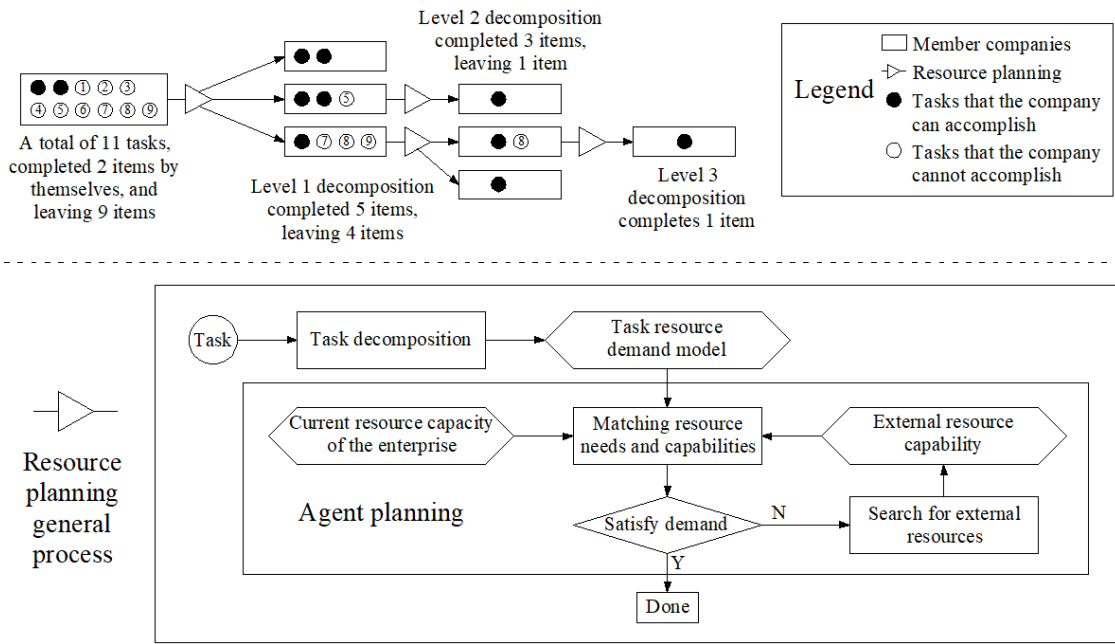 ① ② ③
④ ⑤ ⑥ ⑦ ⑧ ⑨
A total of 11 tasks,
completed 2 items by
themselves, and
leaving 9 items
⑤
⑦ ⑧ ⑨
Level 1 decomposition
completed 5 items,
leaving 4 items
Level 2 decomposition
completed 3 items,
leaving 1 item
⑧
Level 3
decomposition
completes 1 item
Legend
Member companies
Resource planning
Tasks that the company
can accomplish
Tasks that the company
cannot accomplish
Resource
planning
general
process
Task
Task decomposition
Task resource
demand model
Current resource capacity
of the enterprise
Matching resource
needs and capabilities
External resource
capability
Agent planning
Satisfy demand
N
Search for external
resources
Y
Done